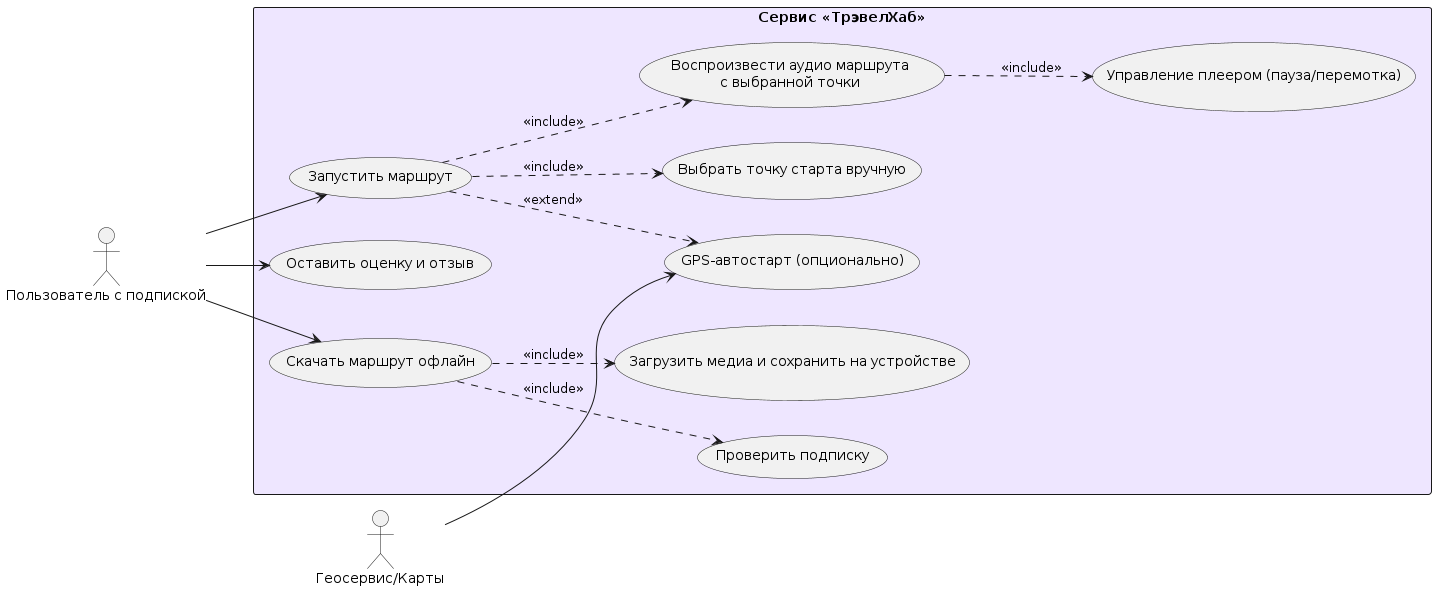 Сервис «ТрэвелХаб»
Воспроизвести аудио маршрута
с выбранной точки
«include»
Управление плеером (пауза/перемотка)
«include»
Запустить маршрут
«include»
Выбрать точку старта вручную
«extend»
GPS-автостарт (опционально)
Оставить оценку и отзыв
Пользователь с подпиской
Скачать маршрут офлайн
«include»
Загрузить медиа и сохранить на устройстве
«include»
Проверить подписку
Геосервис/Карты